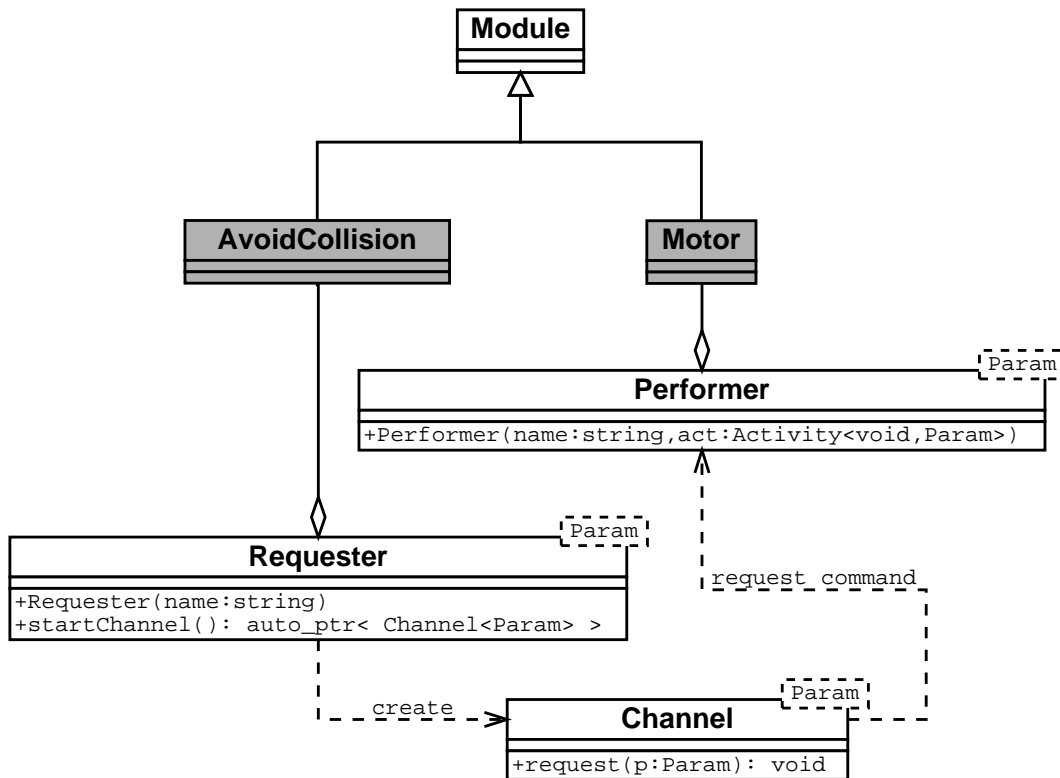 Module
AvoidCollision
Motor
Param
Performer
+Performer(name:string,act:Activity<void,Param>)
Param
Requester
+Requester(name:string)
+startChannel(): auto_ptr< Channel<Param> >
request command
create
Param
Channel
+request(p:Param): void